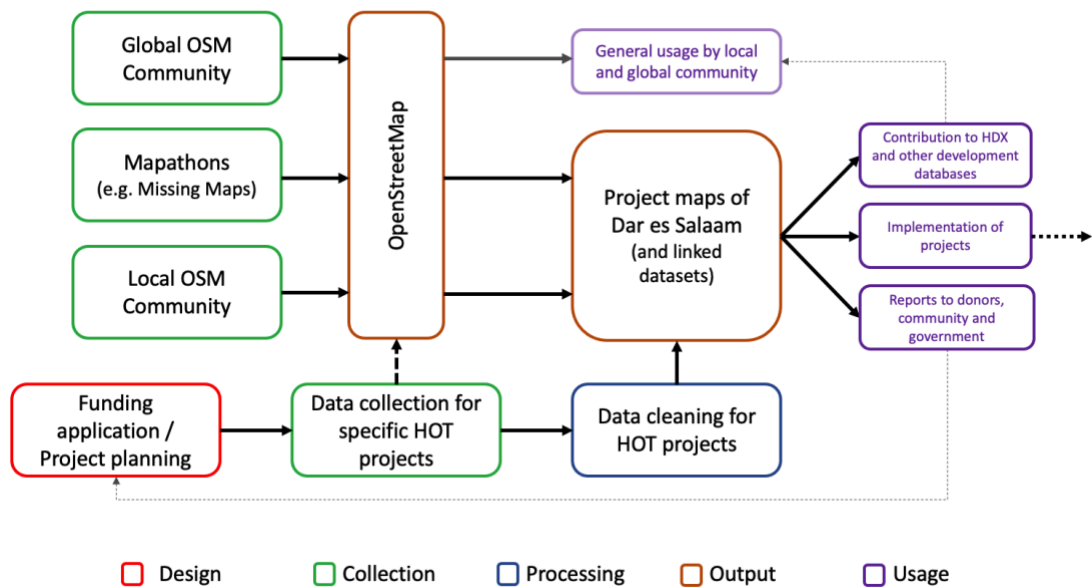 Global OSM
Community
Mapathons
(e.g. Missing Maps)
Local OSM
Community
OpenStreetMap
General usage by local
and global community
Project maps of
Dar es Salaam
(and linked
datasets)
Contribution to HDX
and other development
databases
Implementation of
projects
Reports to donors,
community and
government
Funding
application /
Project planning
Data collection for
specific HOT
projects
Data cleaning for
HOT projects
Design
Collection
Processing
Output
Usage